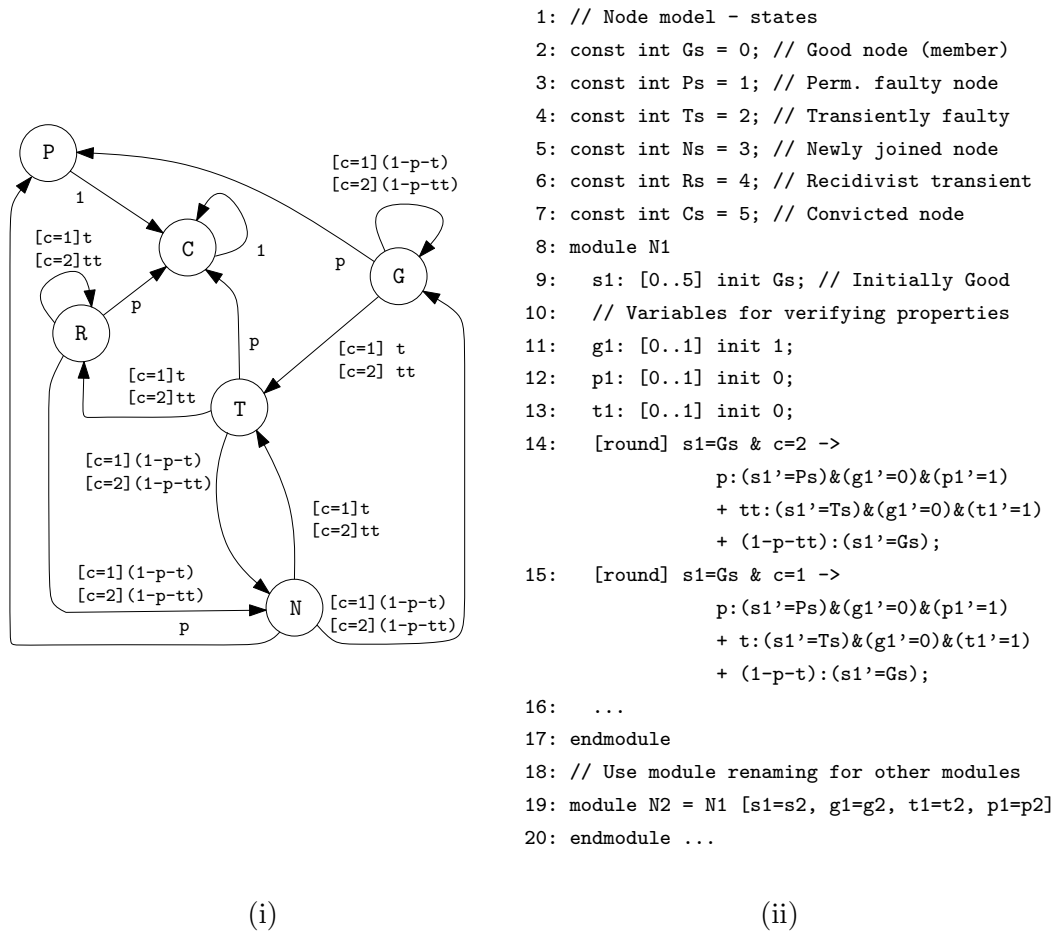 P
[c=1](1-p-t)
[c=2](1-p-tt)
1
[c=1]t
[c=2]tt
C
1
p
G
p
R
[c=1] t
[c=2] tt
p
[c=1]t
[c=2]tt
T
[c=1](1-p-t)
[c=2](1-p-tt)
[c=1]t
[c=2]tt
[c=1](1-p-t)
[c=2](1-p-tt)
N
[c=1](1-p-t)
[c=2](1-p-tt)
p
(i)
1: // Node model - states
2: const int Gs = 0; // Good node (member)
3: const int Ps = 1; // Perm. faulty node
4: const int Ts = 2; // Transiently faulty
5: const int Ns = 3; // Newly joined node
6: const int Rs = 4; // Recidivist transient
7: const int Cs = 5; // Convicted node
8: module N1
9: s1: [0..5] init Gs; // Initially Good
10: // Variables for verifying properties
11: g1: [0..1] init 1;
12: p1: [0..1] init 0;
13: t1: [0..1] init 0;
14: [round] s1=Gs & c=2 ->
p:(s1'=Ps)&(g1'=0)&(p1'=1)
+ tt:(s1'=Ts)&(g1'=0)&(t1'=1)
+ (1-p-tt):(s1'=Gs);
15: [round] s1=Gs & c=1 ->
p:(s1'=Ps)&(g1'=0)&(p1'=1)
+ t:(s1'=Ts)&(g1'=0)&(t1'=1)
+ (1-p-t):(s1'=Gs);
16: ...
17: endmodule
18: // Use module renaming for other modules
19: module N2 = N1 [s1=s2, g1=g2, t1=t2, p1=p2]
20: endmodule ...
(ii)